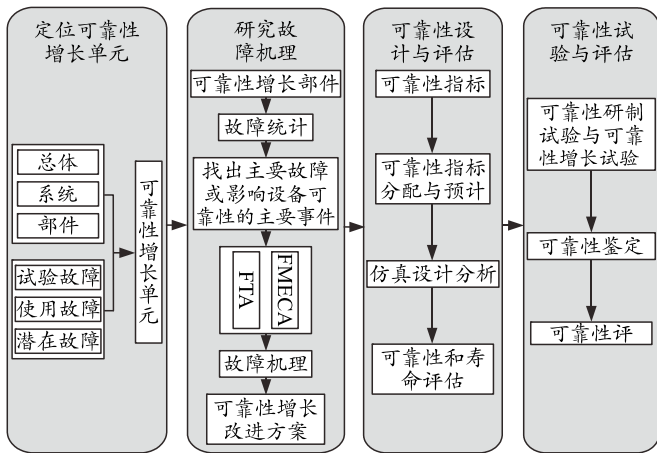 定位可靠性
增长单元
总体
系统
部件
试验故障
使用故障
潜在故障
可靠性增长单元
研究故
障机理
可靠性增长部件
故障统计
找出主要故障
或影响设备可
靠性的主要事件
FTA
FMECA
故障机理
可靠性增长
改进方案
可靠性设
计与评估
可靠性指标
可靠性指标
分配与预计
仿真设计分析
可靠性和寿
命评估
可靠性试
验与评估
可靠性研制
试验与可靠
性增长试验
可靠性鉴定
可靠性评